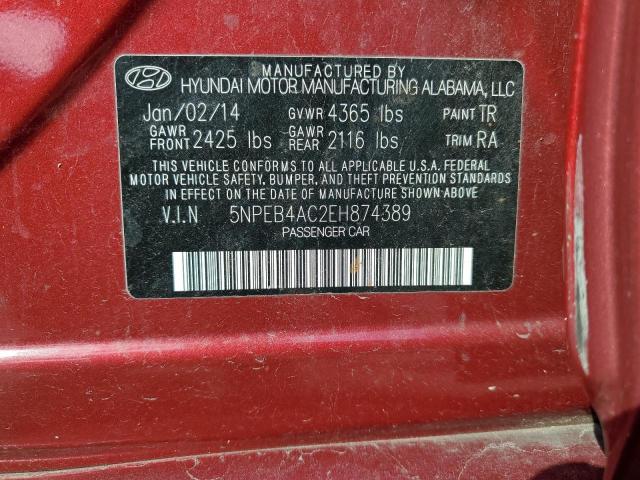 MANUFACTURED BY
HYUNDAI MOTOR MANUFACTURING ALABAMA, LLC
Jan/02/14 GVWR 4365 lbs PAINT TR
GAWR FRONT 2425 lbs GAWR REAR 2116 lbs TRIM RA
THIS VEHICLE CONFORMS TO ALL APPLICABLE U.S.A. FEDERAL
MOTOR VEHICLE SAFETY, BUMPER, AND THEFT PREVENTION STANDARDS
IN EFFECT ON THE DATE OF MANUFACTURE SHOWN ABOVE.
V.I.N 5NPEB4AC2EH874389
PASSENGER CAR